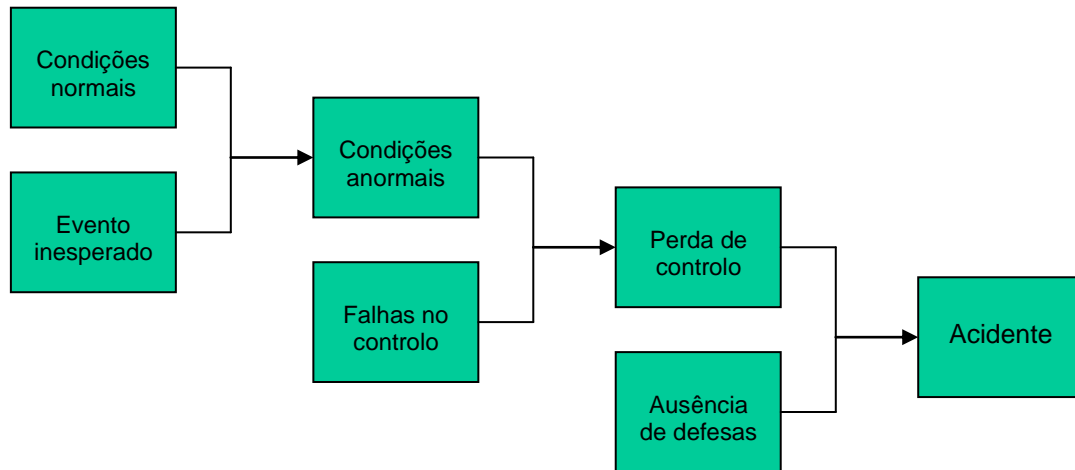 Condições
normais
Evento
inesperado
Condições
anormais
Falhas no
controlo
Perda de
controlo
Ausência
de defesas
Acidente